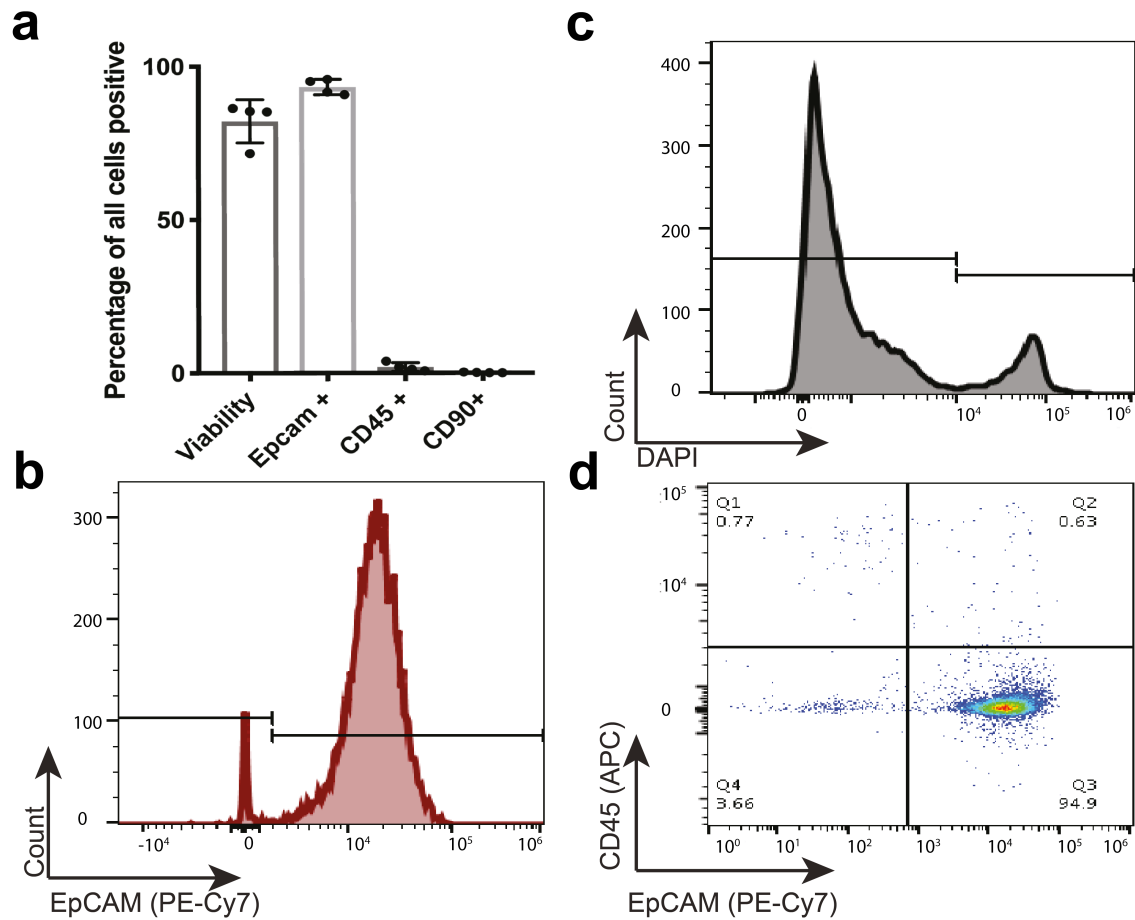 a
Percentage of all cells positive
100
50
0
Viability
Epcam +
CD45 +
CD90+
b
300
200
100
0
-10⁴
0
10⁴
10⁵
10⁶
Count
EpCAM (PE-Cy7)
c
400
300
200
100
0
0
10⁴
10⁵
10⁶
Count
DAPI
d
10⁵
10⁴
0
Q1
0.77
Q2
0.63
Q4
3.66
Q3
94.9
10⁰
10¹
10²
10³
10⁴
10⁵
10⁶
CD45 (APC)
EpCAM (PE-Cy7)